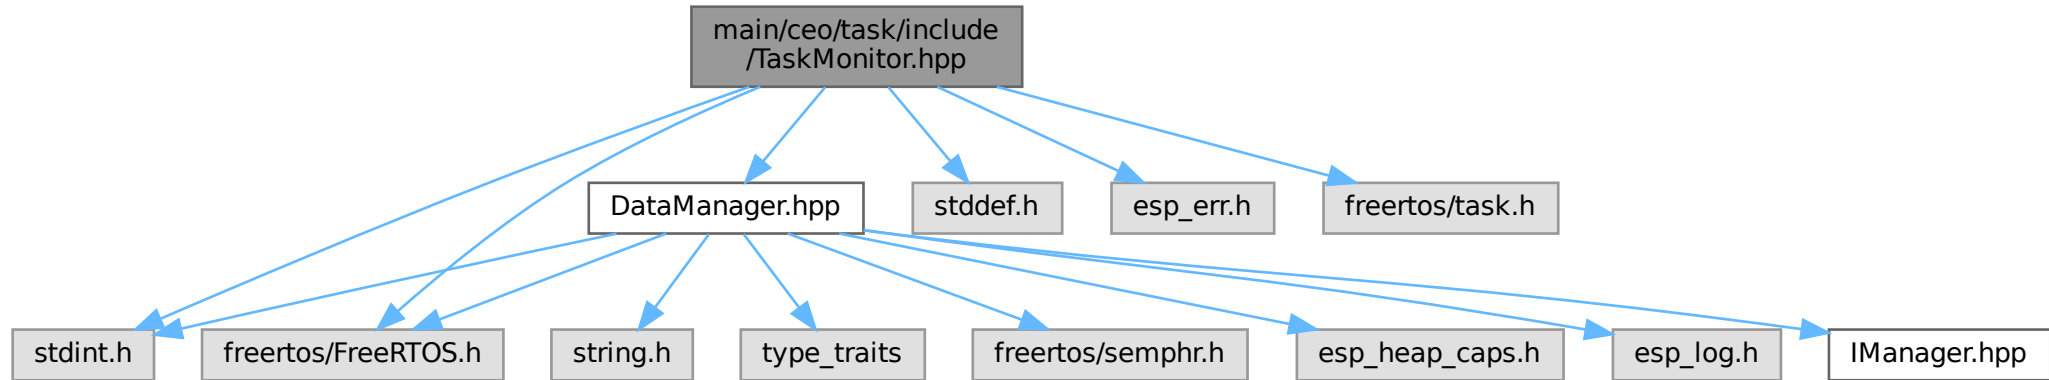 main/ceo/task/include
/TaskMonitor.hpp
DataManager.hpp
stddef.h
esp_err.h
freertos/task.h
stdint.h
freertos/FreeRTOS.h
string.h
type_traits
freertos/semphr.h
esp_heap_caps.h
esp_log.h
IManager.hpp